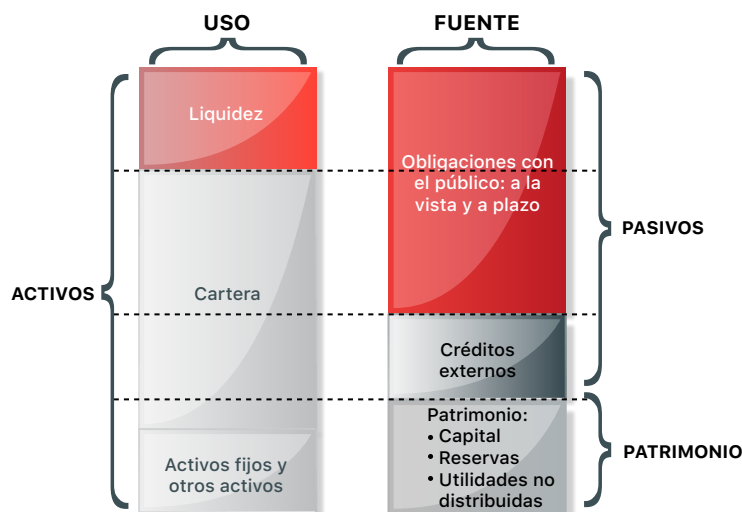 USO
FUENTE
ACTIVOS
Liquidez
Cartera
Activos fijos y
otros activos
Obligaciones con
el público: a la
vista y a plazo
Créditos
externos
Patrimonio:
• Capital
• Reservas
• Utilidades no
distribuidas
PASIVOS
PATRIMONIO